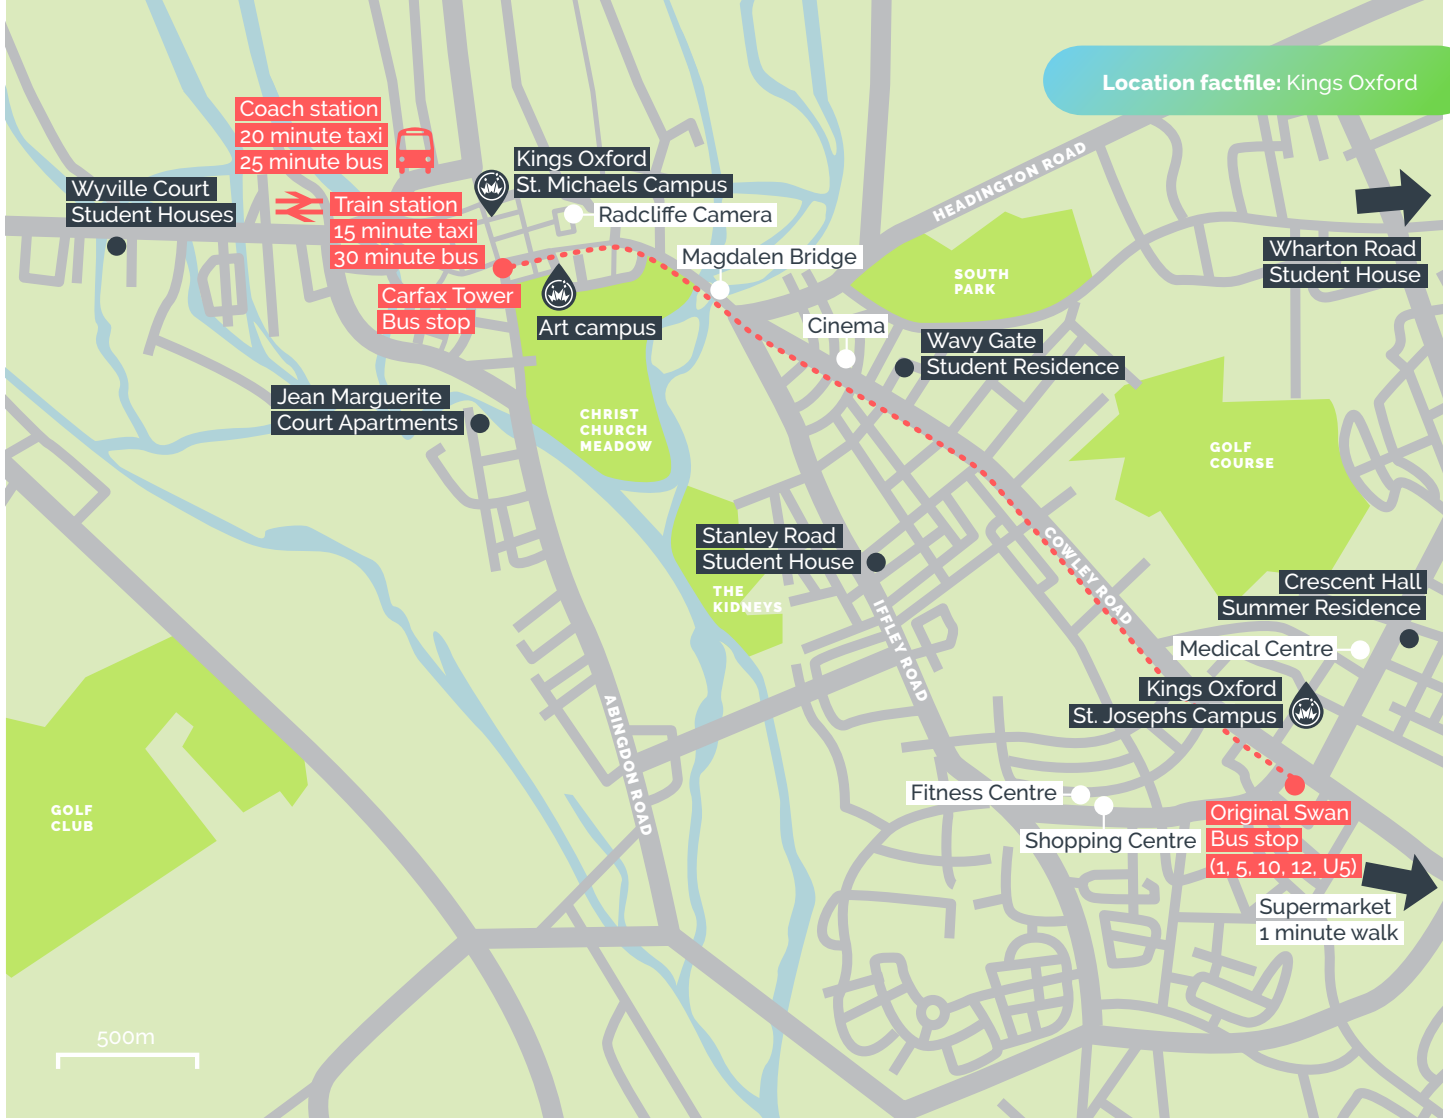 Location factfile: Kings Oxford
Coach station
20 minute taxi
25 minute bus
Kings Oxford
St. Michaels Campus
Wyville Court
Student Houses
Train station
15 minute taxi
30 minute bus
Radcliffe Camera
HEADINGTON ROAD
Magdalen Bridge
Wharton Road
Student House
SOUTH
PARK
Carfax Tower
Bus stop
Art campus
Cinema
Wavy Gate
Student Residence
Jean Marguerite
Court Apartments
CHRIST
CHURCH
MEADOW
GOLF
COURSE
Stanley Road
Student House
COWLEY ROAD
THE
KIDNEYS
IFFLEY ROAD
Crescent Hall
Summer Residence
Medical Centre
Kings Oxford
St. Josephs Campus
ABINGDON ROAD
Fitness Centre
Shopping Centre
Original Swan
Bus stop
(1, 5, 10, 12, U5)
GOLF
CLUB
Supermarket
1 minute walk
500m